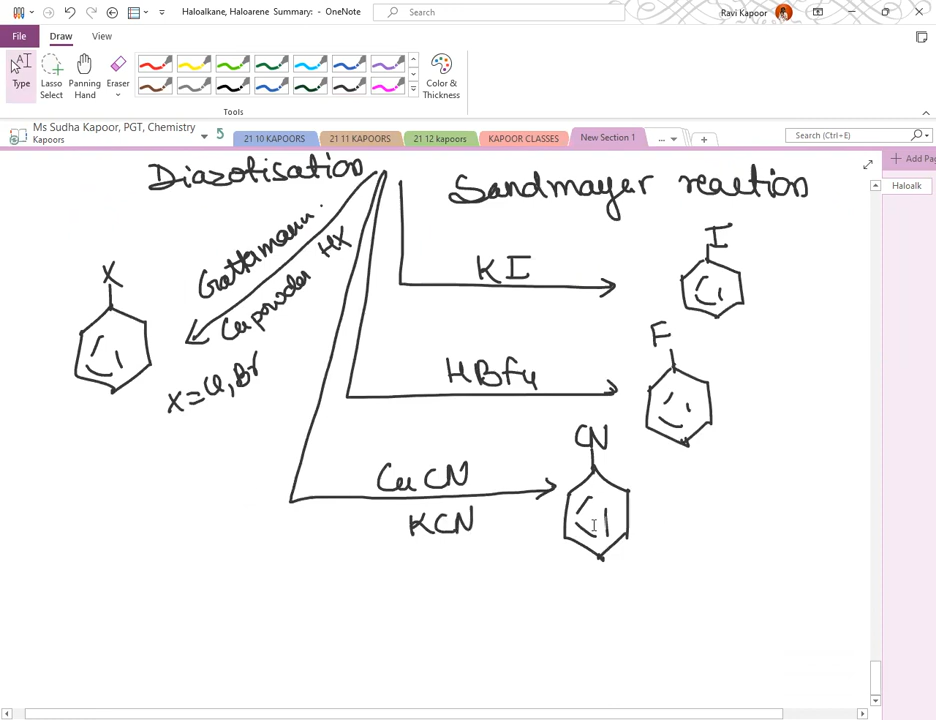 Haloalkane, Haloarene Summary: - OneNote
Search
Ravi Kapoor
File
Draw
View
Type
Lasso Select
Panning Hand
Eraser
Color & Thickness
Tools
Ms Sudha Kapoor, PGT, Chemistry
Kapoors
21 10 KAPOORS
21 11 KAPOORS
21 12 kapoors
KAPOOR CLASSES
New Section 1
...
Search (Ctrl+E)
Add Pag
Haloalk
Diazotisation
Sandmayer reaction
Gattermann.
HX
Cu powder
X
X = Cl, Br
KI
I
HBF4
F
CuCN
KCN
CN